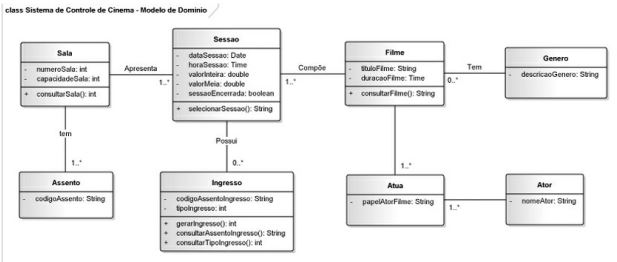 class Sistema de Controle de Cinema - Modelo de Domínio
Sala
- numeroSala: int
- capacidadeSala: int
+ consultarSala(): int
Apresenta
1..*
Sessao
- dataSessao: Date
- horaSessao: Time
- valorInteira: double
- valorMeia: double
- sessaoEncerrada: boolean
+ selecionarSessao(): String
Compõe
1..*
Filme
- tituloFilme: String
- duracaoFilme: Time
+ consultarFilme(): String
Tem
0..*
Genero
- descricaoGenero: String
tem
1..*
Possui
0..*
1..*
Assento
- codigoAssento: String
Ingresso
- codigoAssentoIngresso: String
- tipoIngresso: int
+ gerarIngresso(): int
+ consultarAssentoIngresso(): String
+ consultarTipoIngresso(): int
Atua
- papelAtorFilme: String
1..*
Ator
- nomeAtor: String